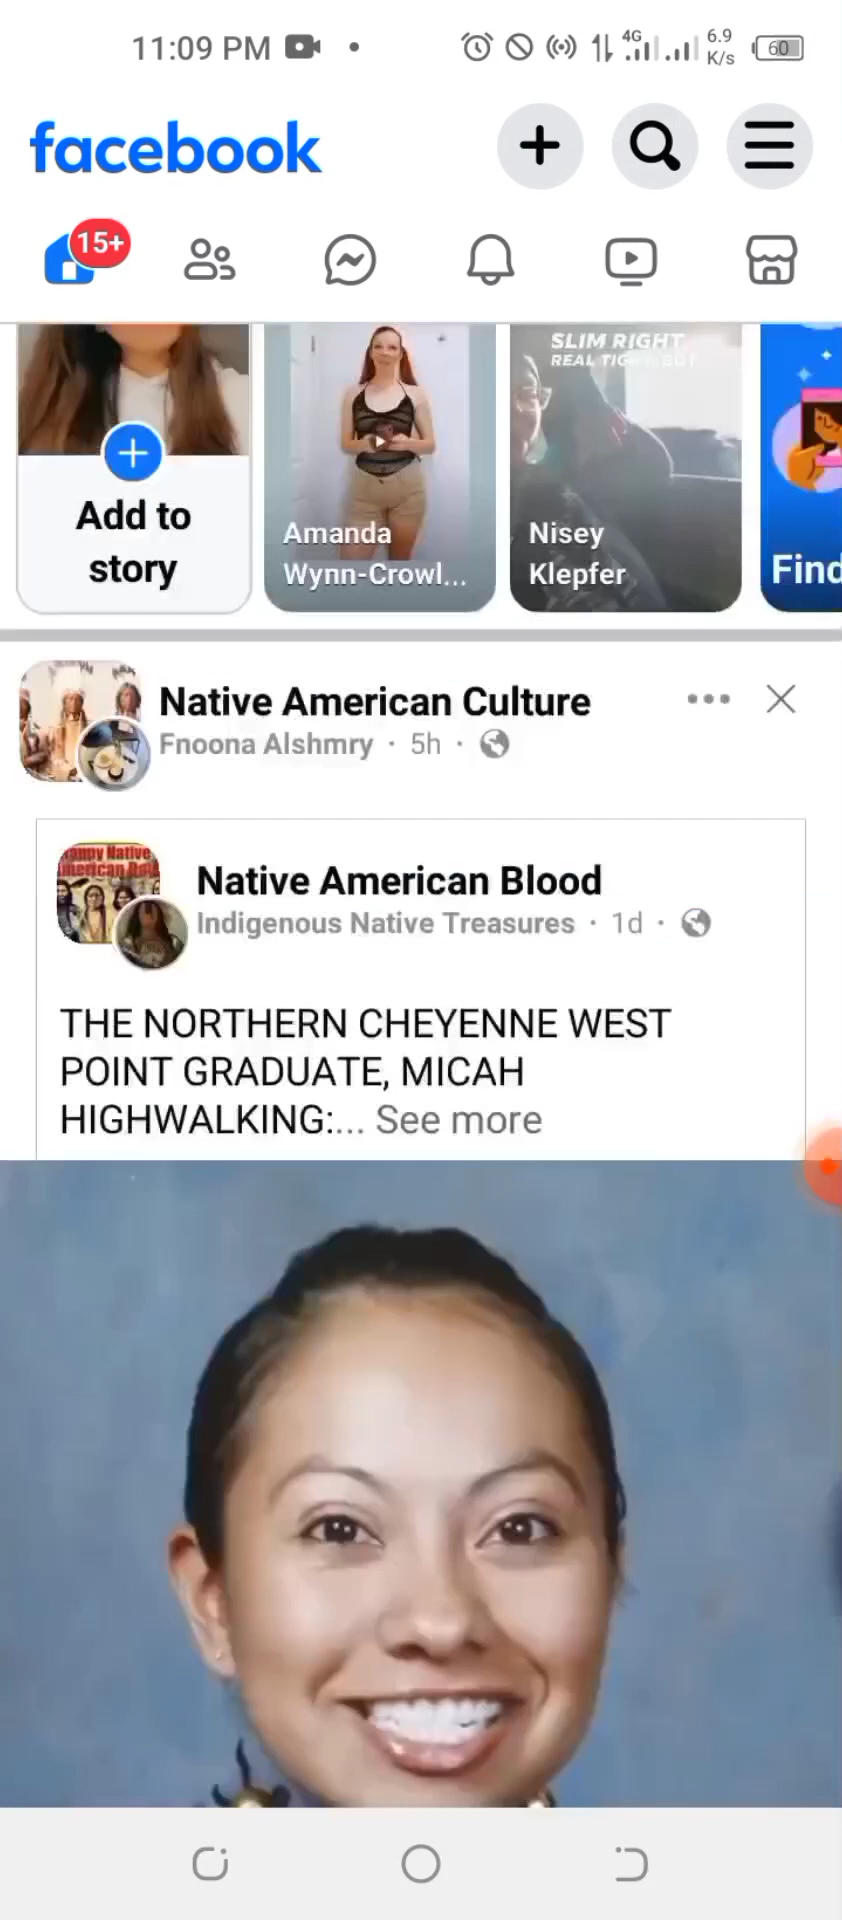 11:09 PM
4G
6.9
K/s
60
facebook
15+
SLIM RIGHT
Add to
story
Amanda
Wynn-Crowl...
Nisey
Klepfer
Find
Native American Culture
Fnoona Alshmry · 5h ·
Native American Blood
Indigenous Native Treasures · 1d ·
THE NORTHERN CHEYENNE WEST
POINT GRADUATE, MICAH
HIGHWALKING:... See more